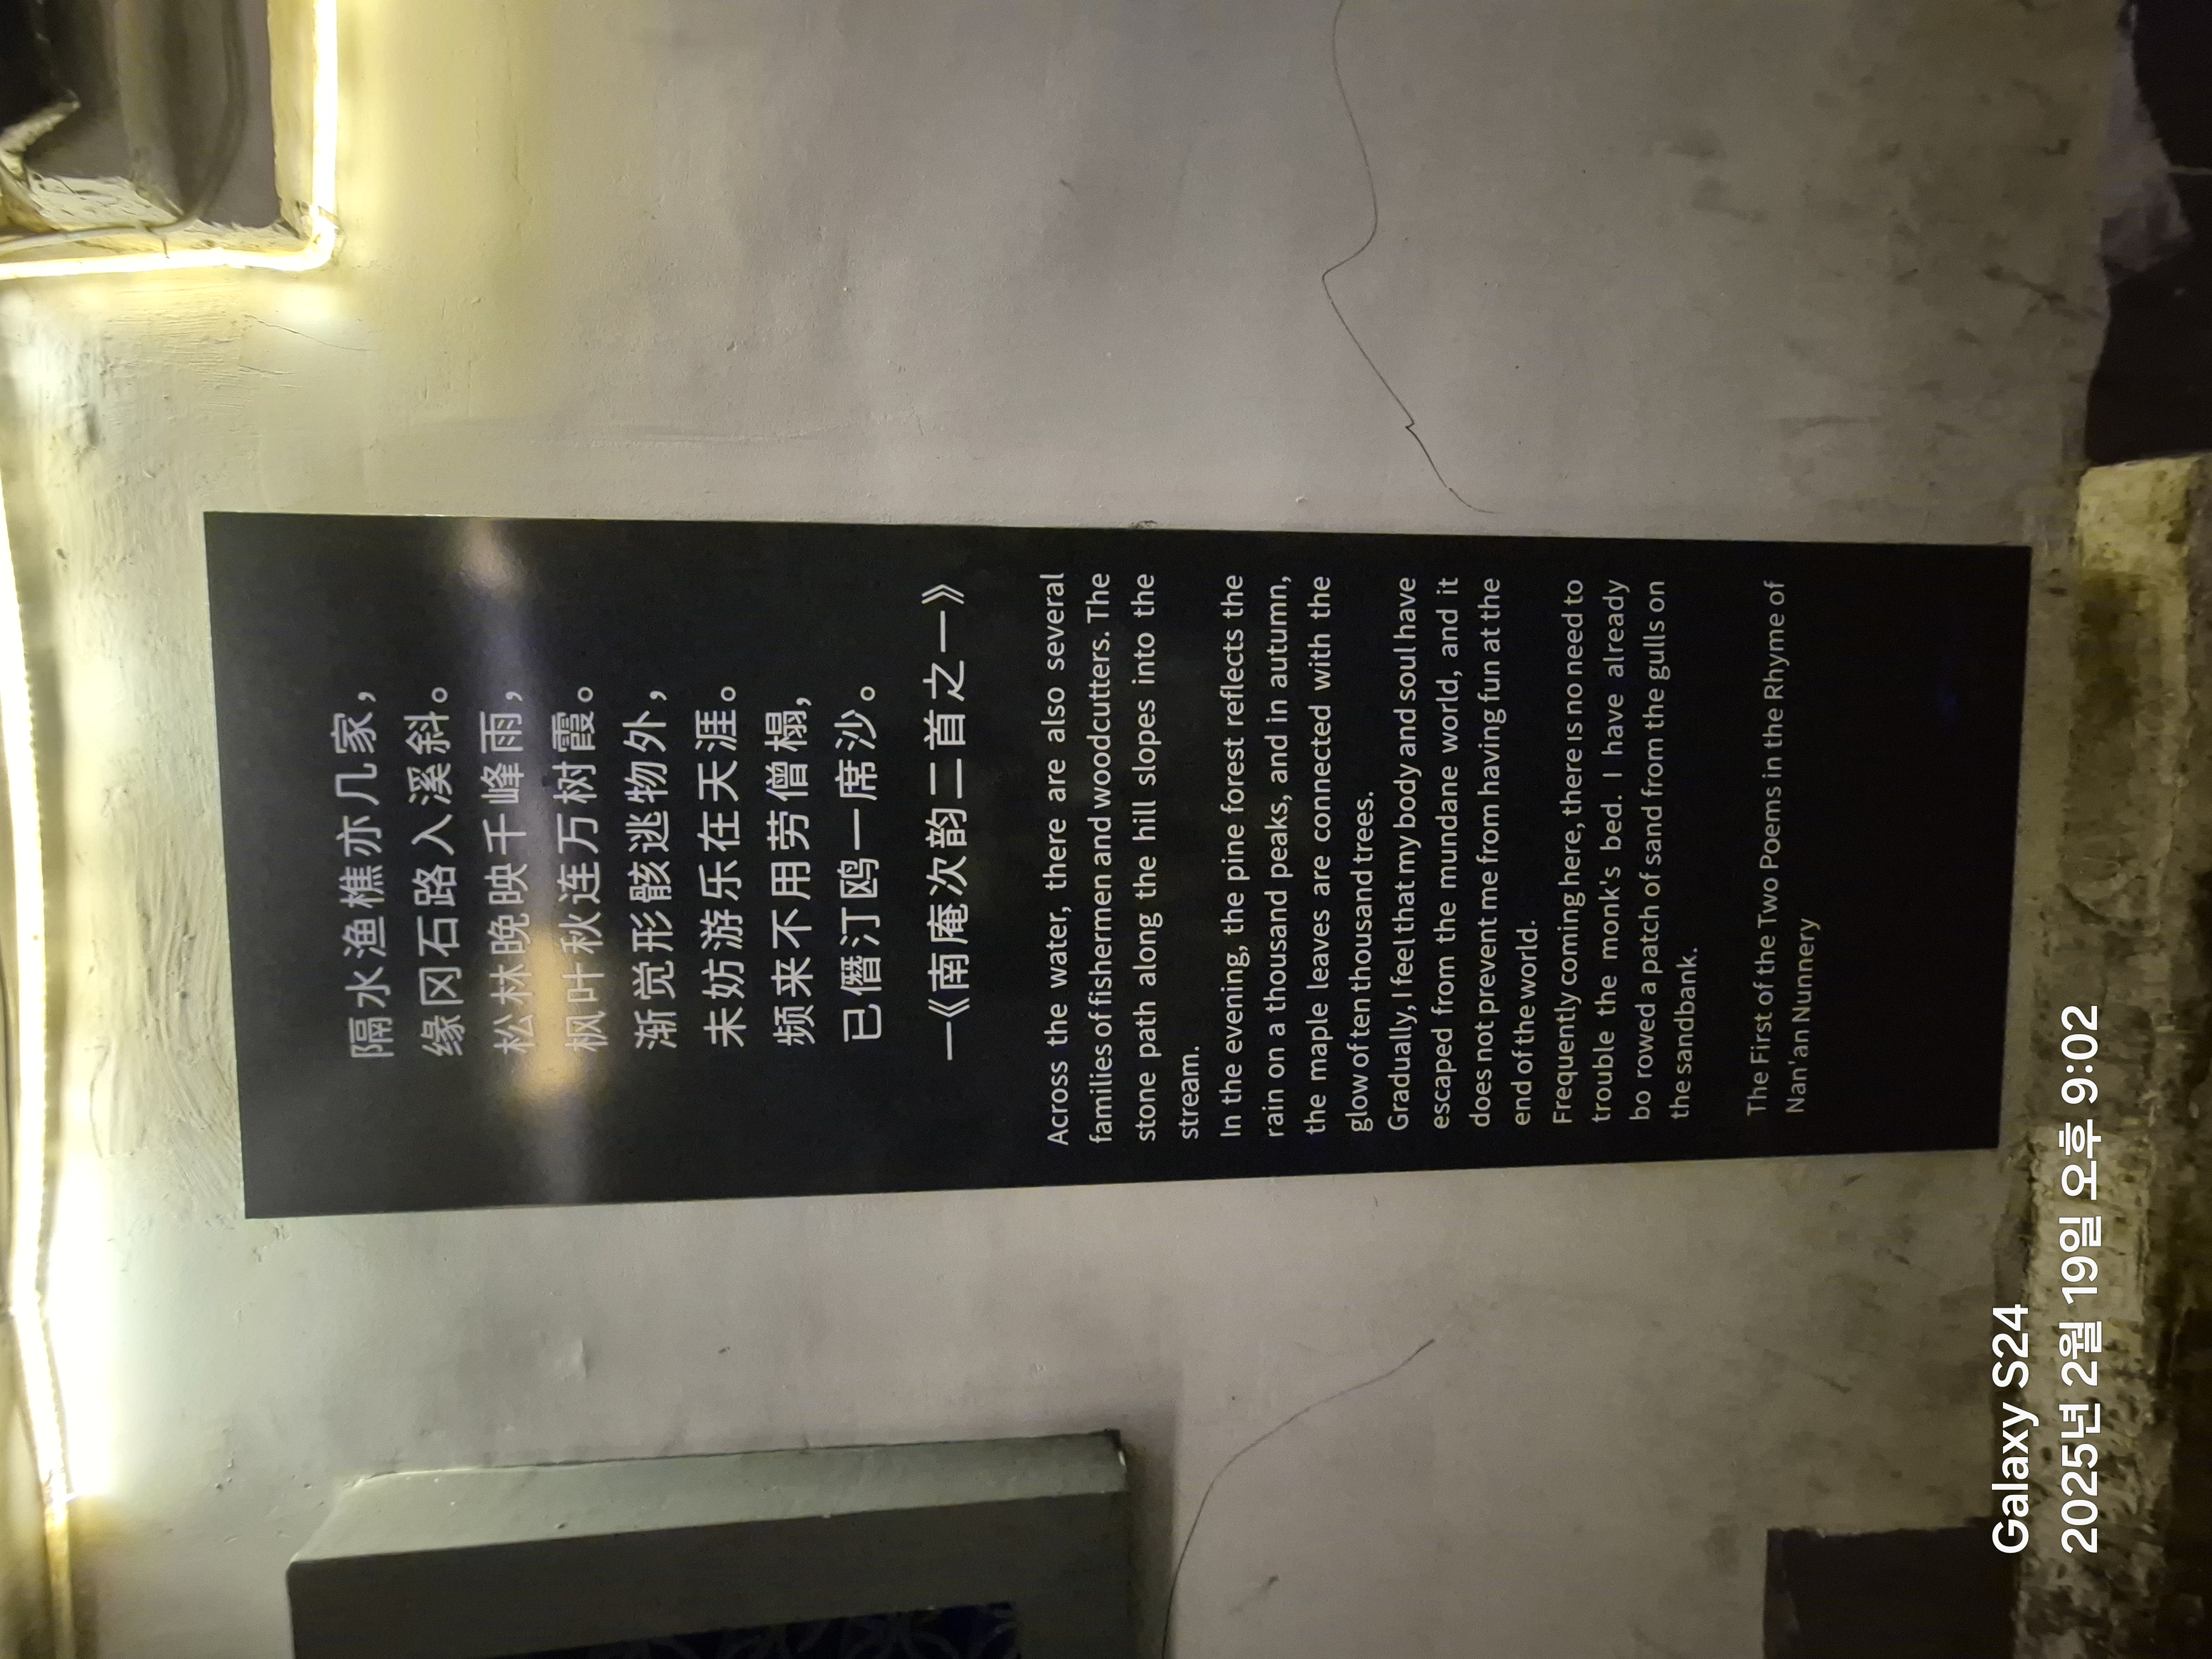 隔水渔樵亦几家，
缘冈石路入溪斜。
松林晚映千峰雨，
枫叶秋连万树霞。
渐觉形骸逃物外，
未妨游乐在天涯。
频来不用劳僧榻，
已僭汀鸥一席沙。
—《南庵次韵二首之一》
Across the water, there are also several
families of fishermen and woodcutters. The
stone path along the hill slopes into the
stream.
In the evening, the pine forest reflects the
rain on a thousand peaks, and in autumn,
the maple leaves are connected with the
glow of ten thousand trees.
Gradually, I feel that my body and soul have
escaped from the mundane world, and it
does not prevent me from having fun at the
end of the world.
Frequently coming here, there is no need to
trouble the monk's bed. I have already
bo rowed a patch of sand from the gulls on
the sandbank.
The First of the Two Poems in the Rhyme of
Nan'an Nunnery
Galaxy S24
2025년 2월 19일 오후 9:02